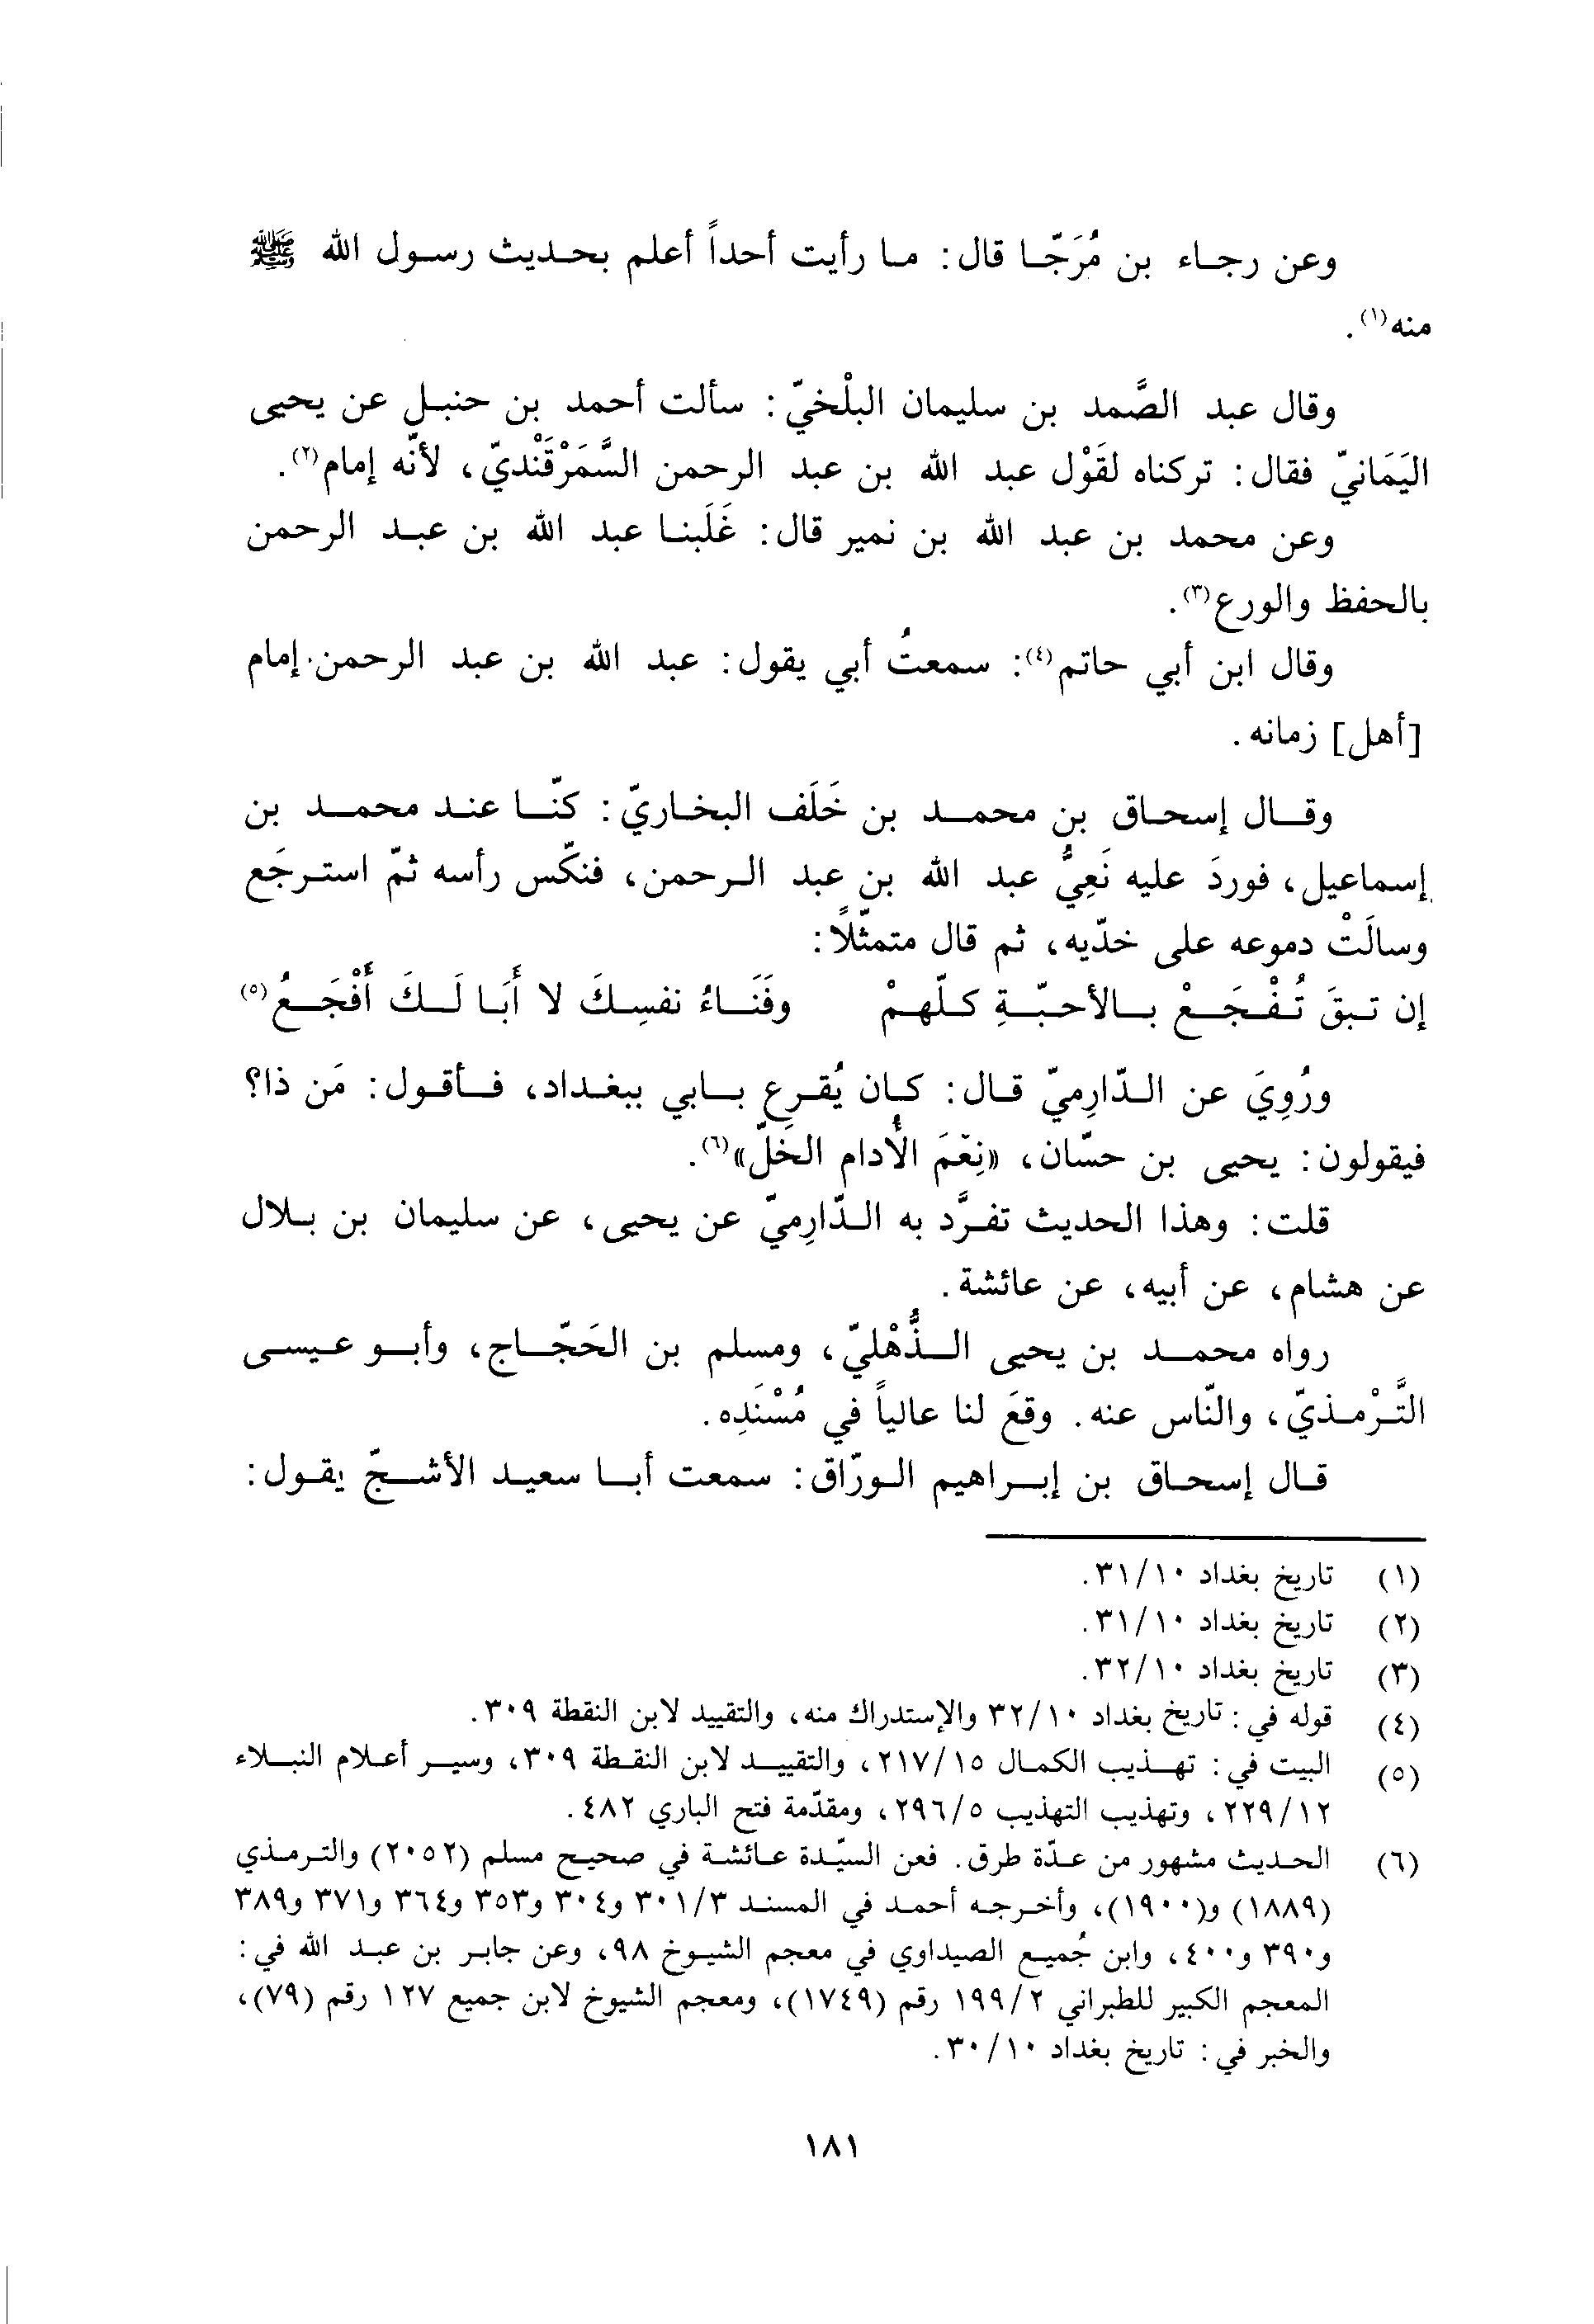 وعن رجاء بن مُرَجّا قال: ما رأيت أحداً أعلم بحديث رسول الله ﷺ
منه(١).
وقال عبد الصَّمد بن سليمان البلْخيّ: سألت أحمد بن حنبل عن يحيى
اليَمَانيّ فقال: تركناه لقَوْل عبد الله بن عبد الرحمن السَّمَرْقَنْديّ، لأنّه إمام(٢).
وعن محمد بن عبد الله بن نمير قال: غَلَبنا عبد الله بن عبد الرحمن
بالحفظ والورع(٣).
وقال ابن أبي حاتم(٤): سمعتُ أبي يقول: عبد الله بن عبد الرحمن إمام
[أهل] زمانه.
وقال إسحاق بن محمد بن خَلَف البخاريّ: كنّا عند محمد بن
إسماعيل، فوردَ عليه نَعِيُّ عبد الله بن عبد الرحمن، فنكّس رأسه ثمّ استرجَع
وسالَتْ دموعه على خدّيه، ثم قال متمثّلاً:
إن تبقَ تُفْجَعْ بالأحبّةِ كلّهمْ وفَنَاءُ نفسِكَ لا أَبَا لَكَ أَفْجَعُ(٥)
ورُوِيَ عن الدّارِميّ قال: كان يُقرع بابي ببغداد، فأقول: مَن ذا؟
فيقولون: يحيى بن حسّان، «نِعْمَ الأُدام الخلّ»(٦).
قلت: وهذا الحديث تفرَّد به الدّارِميّ عن يحيى، عن سليمان بن بلال
عن هشام، عن أبيه، عن عائشة.
رواه محمد بن يحيى الذُّهْليّ، ومسلم بن الحَجّاج، وأبو عيسى
التَّرْمذيّ، والنّاس عنه. وقعَ لنا عالياً في مُسْنَدِه.
قال إسحاق بن إبراهيم الورّاق: سمعت أبا سعيد الأشجّ يقول:
(١) تاريخ بغداد ٣١/١٠.
(٢) تاريخ بغداد ٣١/١٠.
(٣) تاريخ بغداد ٣٢/١٠.
(٤) قوله في: تاريخ بغداد ٣٢/١٠ والإستدراك منه، والتقييد لابن النقطة ٣٠٩.
(٥) البيت في: تهذيب الكمال ٢١٧/١٥، والتقييد لابن النقطة ٣٠٩، وسير أعلام النبلاء
٢٢٩/١٢، وتهذيب التهذيب ٢٩٦/٥، ومقدّمة فتح الباري ٤٨٢.
(٦) الحديث مشهور من عدّة طرق. فعن السيّدة عائشة في صحيح مسلم (٢٠٥٢) والترمذي
(١٨٨٩) و(١٩٠٠)، وأخرجه أحمد في المسند ٣٠١/٣ و٣٠٤ و٣٥٣ و٣٦٤ و٣٧١ و٣٨٩
و٣٩٠ و٤٠٠، وابن جُميع الصيداوي في معجم الشيوخ ٩٨، وعن جابر بن عبد الله في:
المعجم الكبير للطبراني ١٩٩/٢ رقم (١٧٤٩)، ومعجم الشيوخ لابن جميع ١٢٧ رقم (٧٩)،
والخبر في: تاريخ بغداد ٣٠/١٠.
١٨١